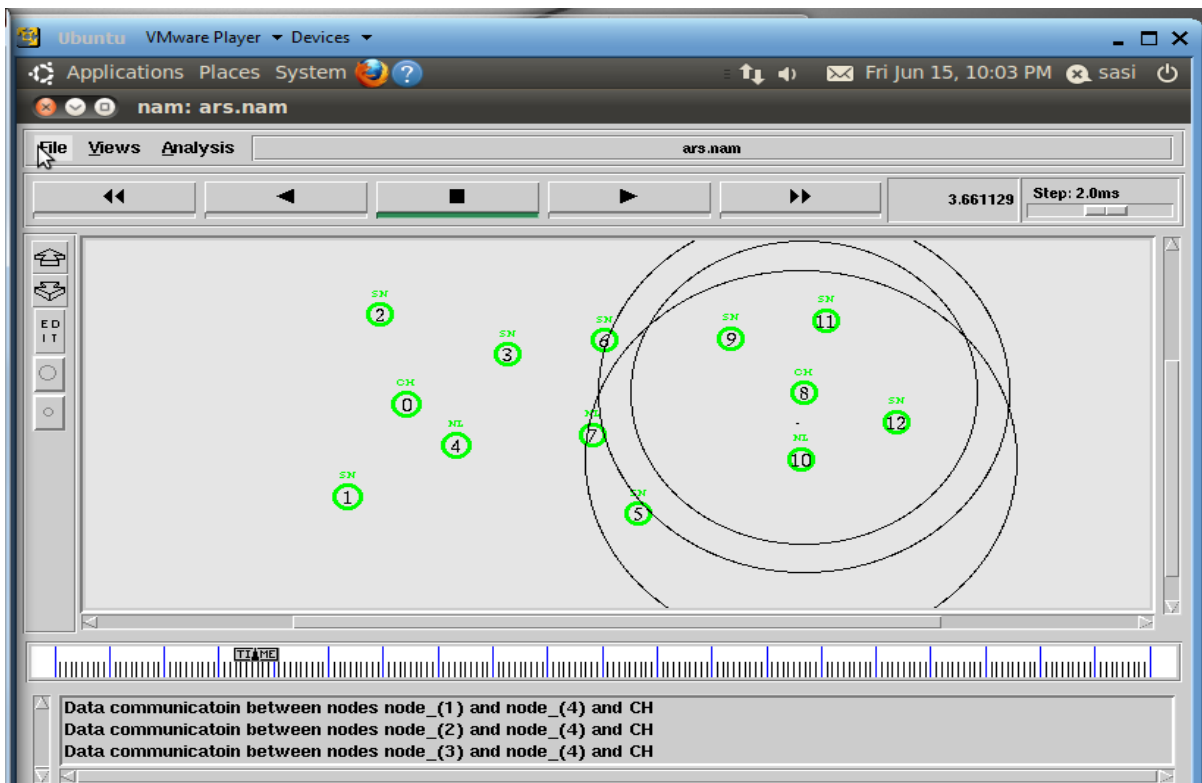 Ubuntu VMware Player Devices
Applications Places System ? Fri Jun 15, 10:03 PM sasi
nam: ars.nam
File Views Analysis ars.nam
3.661129 Step: 2.0ms
ED
IT
SN
2
SN
3
SN
6
SN
9
SN
11
CH
0
CH
8
NL
4
NL
7
SN
12
NL
10
SN
1
SN
5
TIME
Data communicatoin between nodes node_(1) and node_(4) and CH
Data communicatoin between nodes node_(2) and node_(4) and CH
Data communicatoin between nodes node_(3) and node_(4) and CH